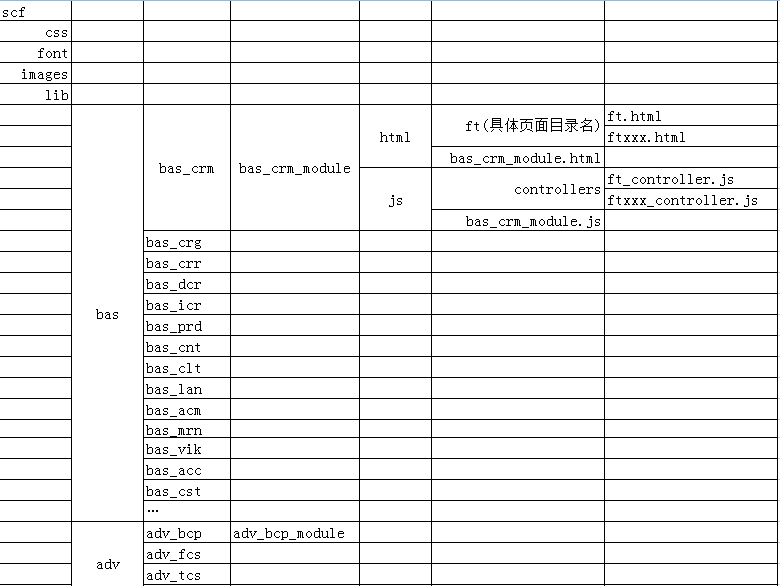 scf
css
font
images
lib
bas
bas_crm
bas_crm_module
html
ft(具体页面目录名)
ft.html
ftxxx.html
bas_crm_module.html
js
controllers
ft_controller.js
ftxxx_controller.js
bas_crm_module.js
bas_crg
bas_crr
bas_dcr
bas_icr
bas_prd
bas_cnt
bas_clt
bas_lan
bas_acm
bas_mrn
bas_vik
bas_acc
bas_cst
…
adv
adv_bcp
adv_bcp_module
adv_fcs
adv_tcs